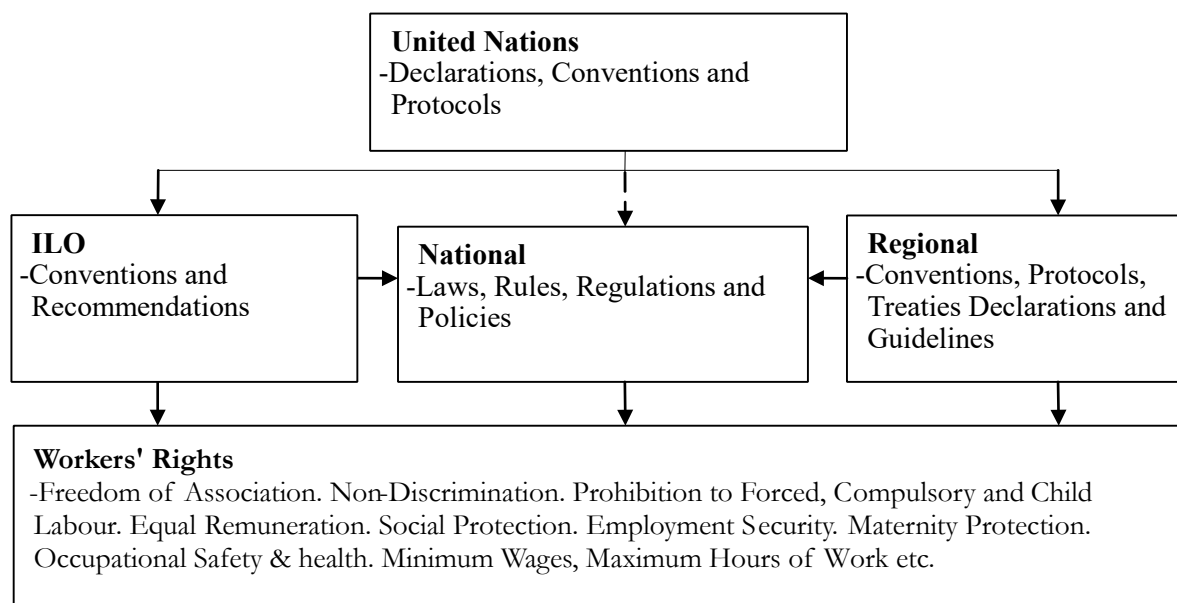 United Nations
-Declarations, Conventions and
Protocols
ILO
-Conventions and
Recommendations
National
-Laws, Rules, Regulations and
Policies
Regional
-Conventions, Protocols,
Treaties Declarations and
Guidelines
Workers' Rights
-Freedom of Association. Non-Discrimination. Prohibition to Forced, Compulsory and Child
Labour. Equal Remuneration. Social Protection. Employment Security. Maternity Protection.
Occupational Safety & health. Minimum Wages, Maximum Hours of Work etc.